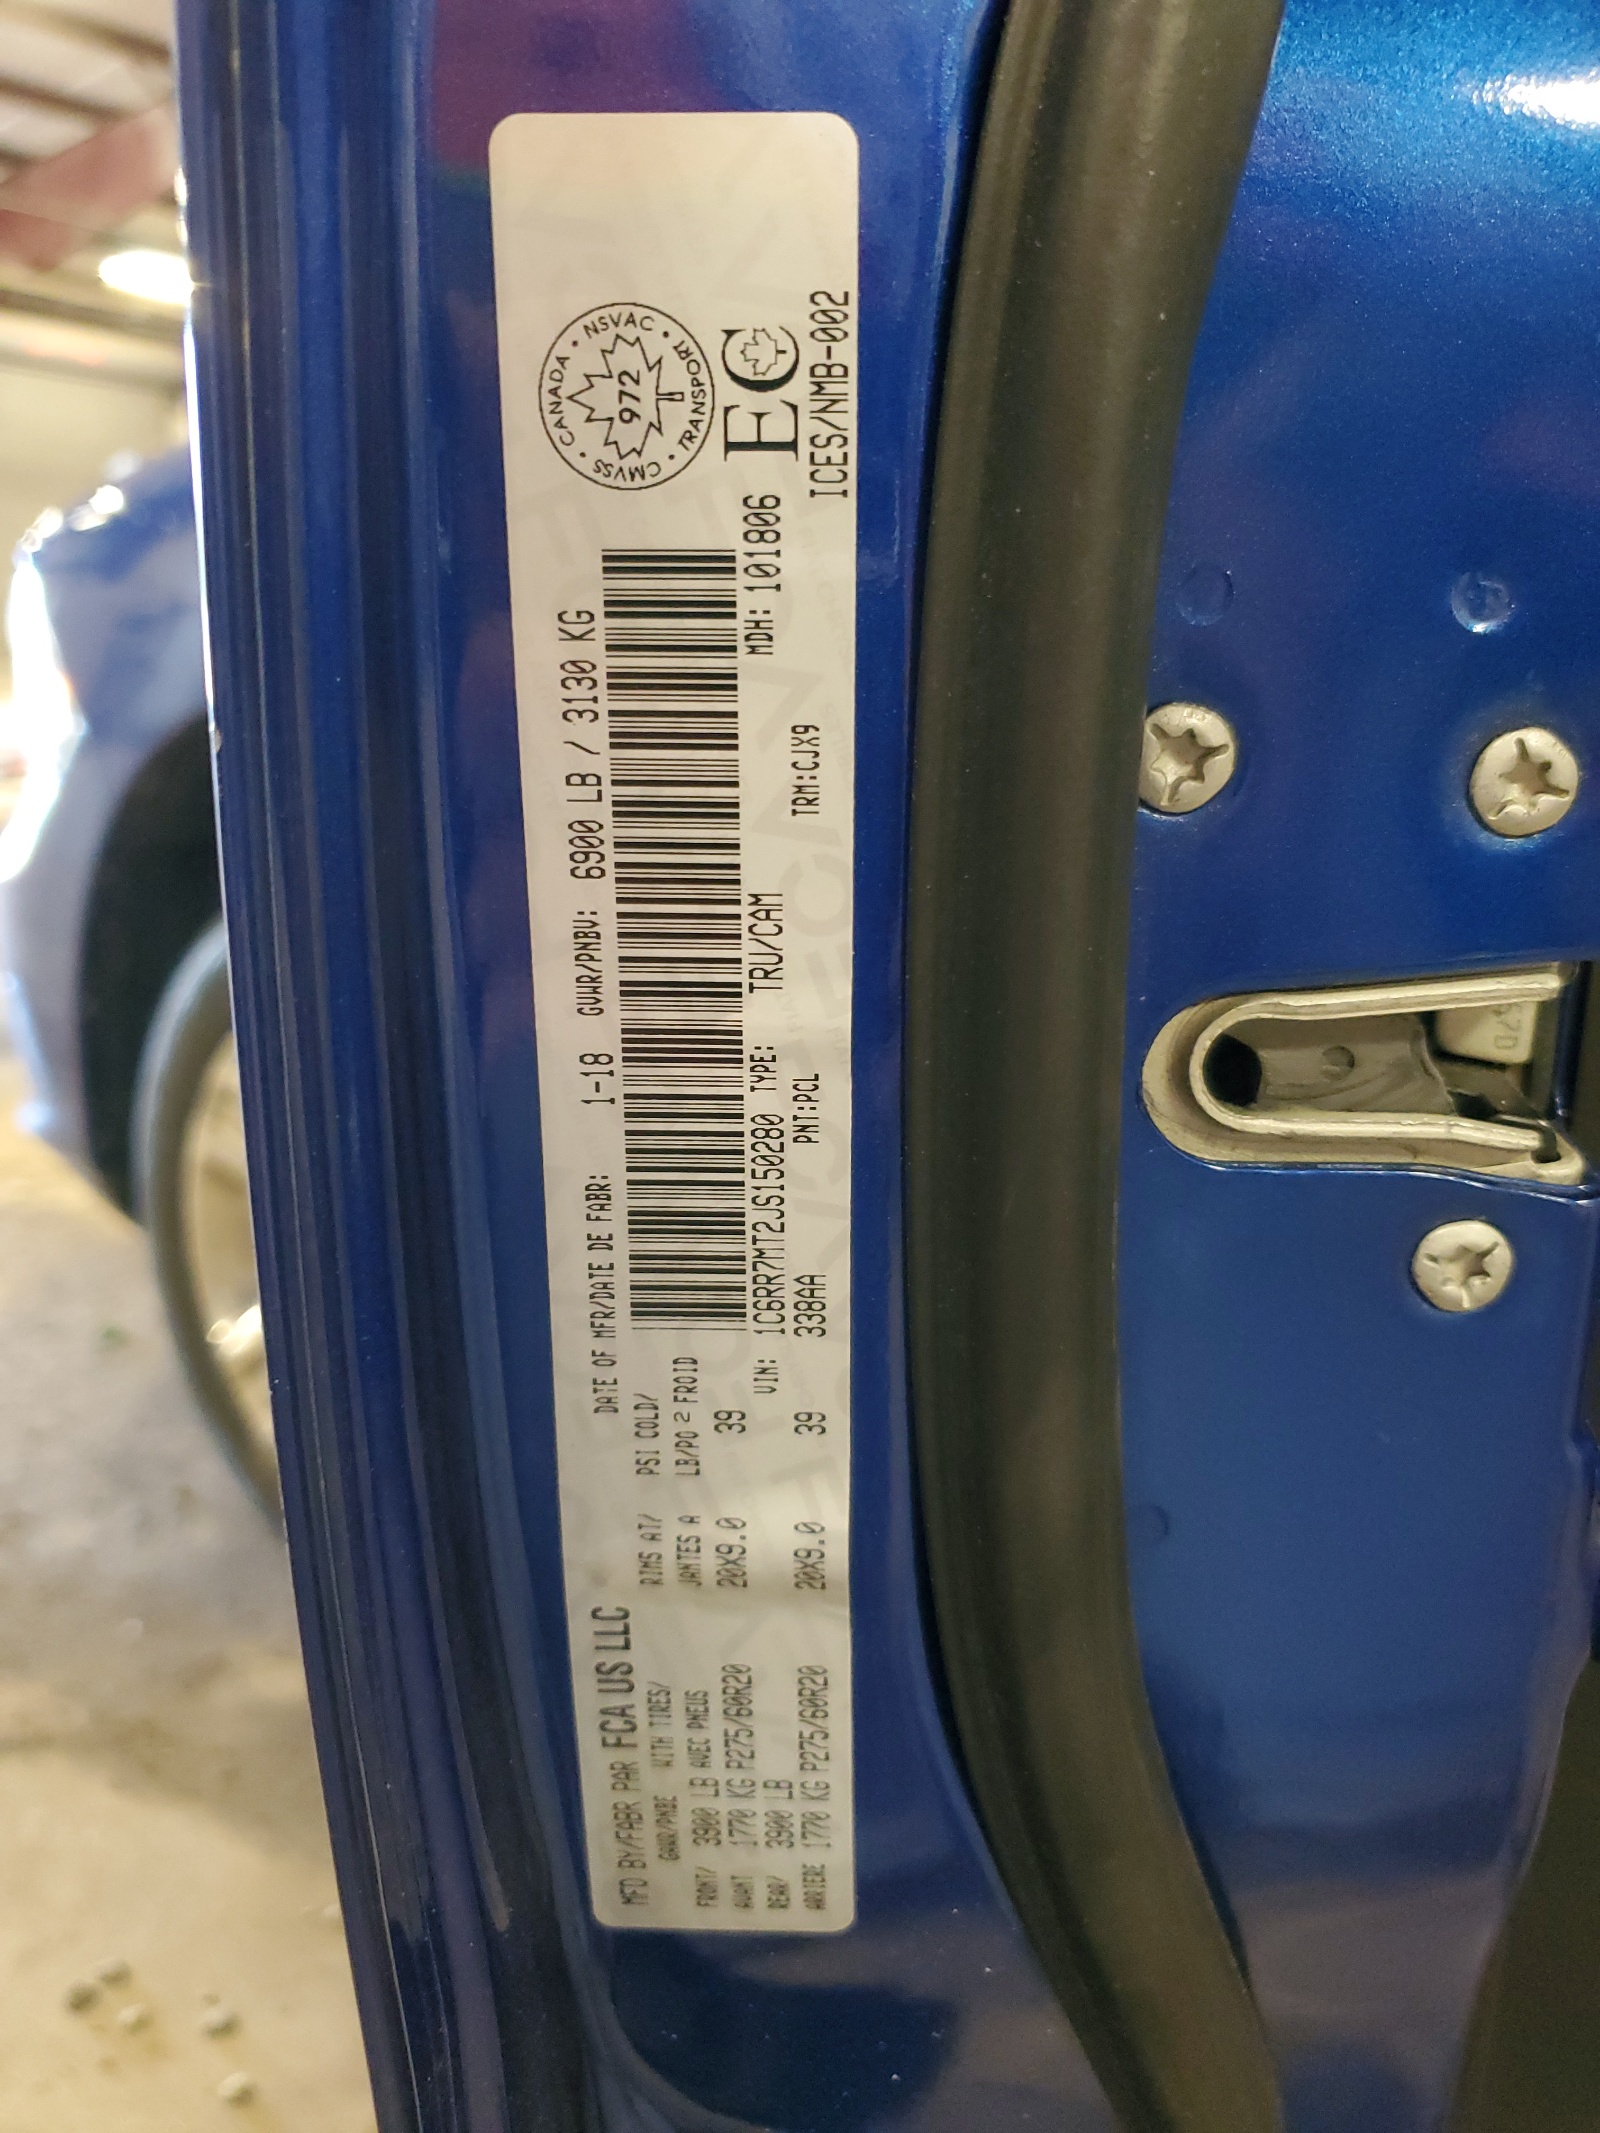 MFD BY/FABR PAR FCA US LLC
DATE OF MFR/DATE DE FABR: 1-18 GVWR/PNBV: 6900 LB / 3130 KG
GAWR/PNBE WITH TIRES/ RIMS AT/ PSI COLD/
FRONT/ 3900 LB AVEC PNEUS JANTES A LB/PO 2 FROID
AVANT 1770 KG P275/60R20 20X9.0 39
REAR/ 3900 LB VIN: 1C6RR7MT2JS150280 TYPE: TRU/CAM MDH: 101806
ARRIERE 1770 KG P275/60R20 20X9.0 39 338AA PNT:PCL TRM:CJX9
CMVSS • CANADA • NSVAC • TRANSPORT •
972
EC
ICES/NMB-002